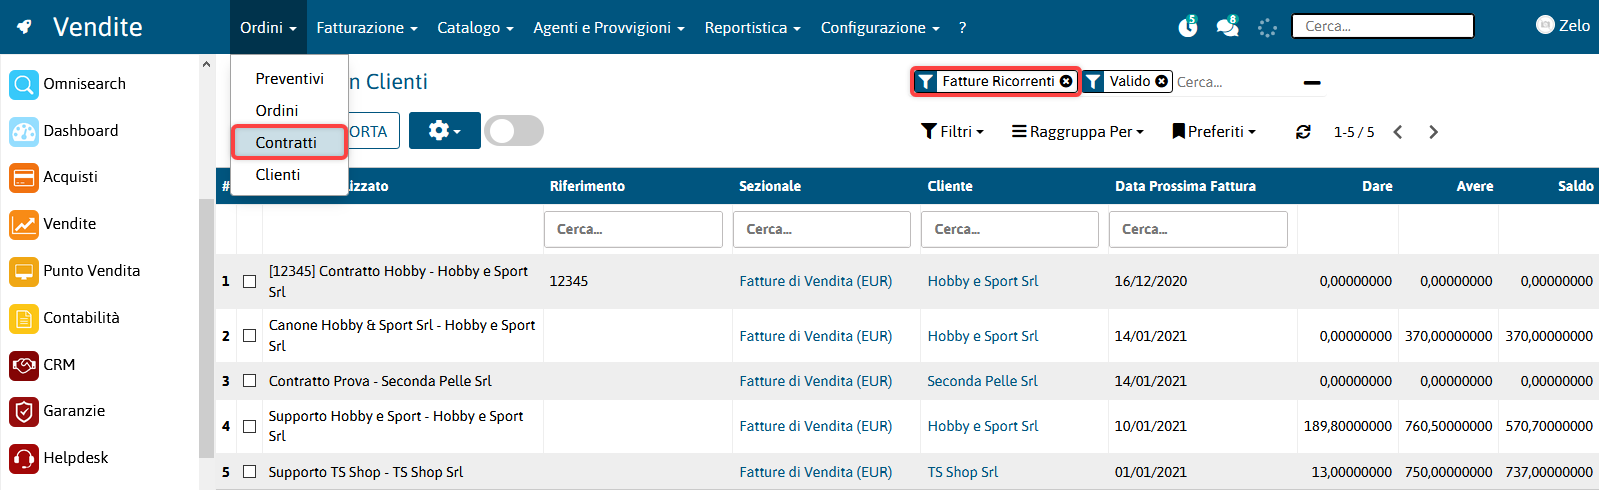 Vendite
Ordini
Fatturazione
Catalogo
Agenti e Provvigioni
Reportistica
Configurazione
?
5
8
Cerca...
Zelo
Omnisearch
Dashboard
Acquisti
Vendite
Punto Vendita
Contabilità
CRM
Garanzie
Helpdesk
Preventivi
Ordini
Contratti
Clienti
n Clienti
Fatture Ricorrenti
Valido
Cerca...
ORTA
Filtri
Raggruppa Per
Preferiti
1-5 / 5
# izzato Riferimento Sezionale Cliente Data Prossima Fattura Dare Avere Saldo
Cerca... Cerca... Cerca... Cerca...
1 [12345] Contratto Hobby - Hobby e Sport Srl 12345 Fatture di Vendita (EUR) Hobby e Sport Srl 16/12/2020 0,00000000 0,00000000 0,00000000
2 Canone Hobby & Sport Srl - Hobby e Sport Srl Fatture di Vendita (EUR) Hobby e Sport Srl 14/01/2021 0,00000000 370,00000000 370,00000000
3 Contratto Prova - Seconda Pelle Srl Fatture di Vendita (EUR) Seconda Pelle Srl 14/01/2021 0,00000000 0,00000000 0,00000000
4 Supporto Hobby e Sport - Hobby e Sport Srl Fatture di Vendita (EUR) Hobby e Sport Srl 10/01/2021 189,80000000 760,50000000 570,70000000
5 Supporto TS Shop - TS Shop Srl Fatture di Vendita (EUR) TS Shop Srl 01/01/2021 13,00000000 750,00000000 737,00000000